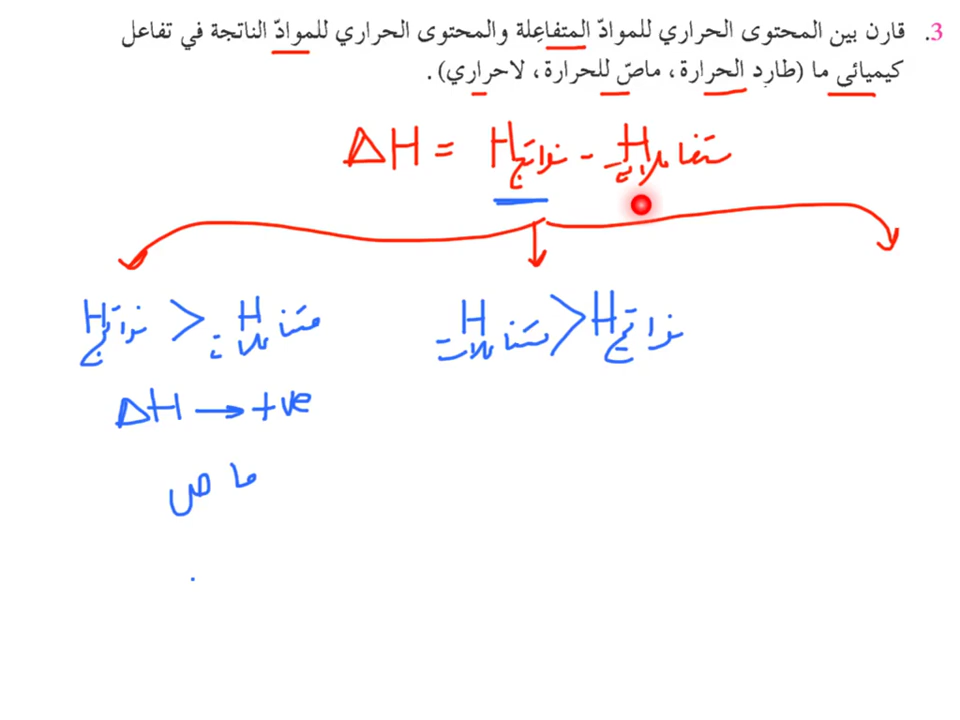 3. قارن بين المحتوى الحراري للموادّ المتفاعِلة والمحتوى الحراري للموادّ الناتجة في تفاعل
كيميائي ما (طارِد الحرارة، ماصّ للحرارة، لاحراري).
ΔH = H نواتج - H متفاعلات
H نواتج > H متفاعلات
H متفاعلات > H نواتج
ΔH → +ve
ماص